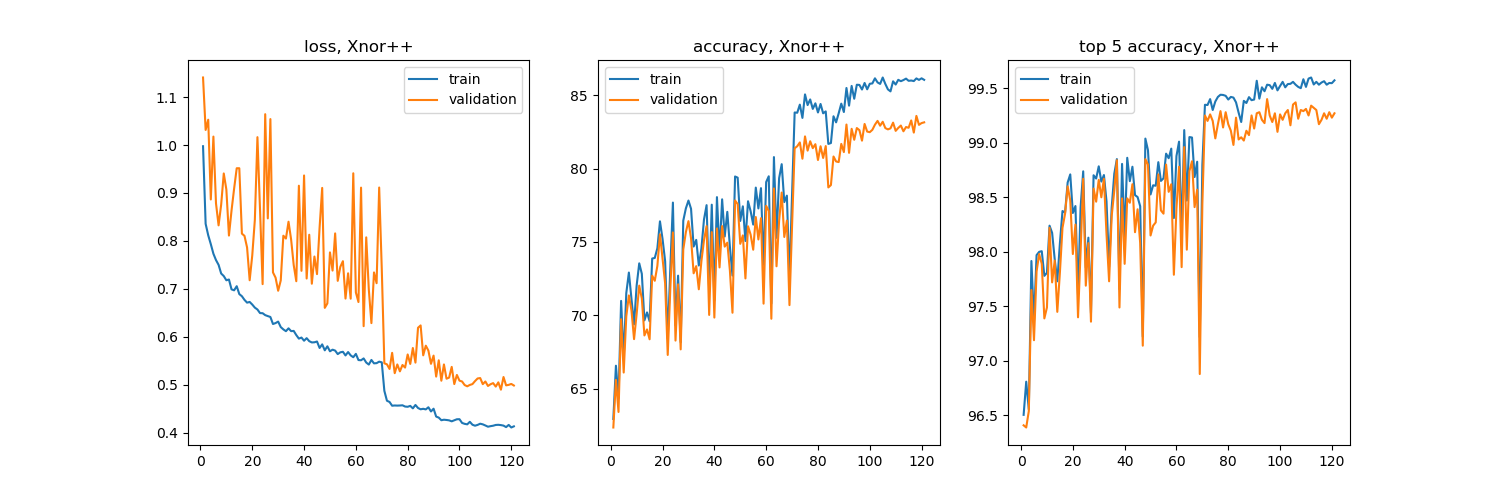 loss, Xnor++
train
validation
1.1
1.0
0.9
0.8
0.7
0.6
0.5
0.4
0 20 40 60 80 100 120
accuracy, Xnor++
train
validation
85
80
75
70
65
0 20 40 60 80 100 120
top 5 accuracy, Xnor++
train
validation
99.5
99.0
98.5
98.0
97.5
97.0
96.5
0 20 40 60 80 100 120